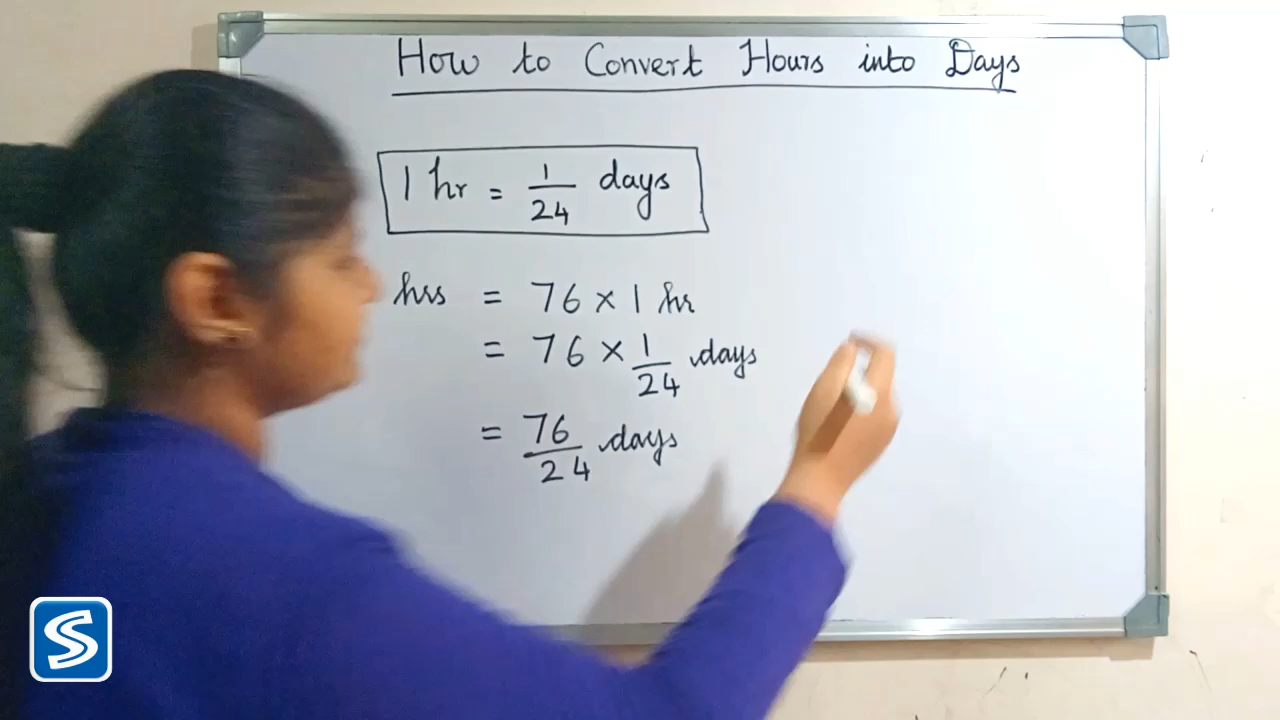 How to Convert Hours into Days
1 hr = 1/24 days
hrs = 76 × 1 hr
= 76 × 1/24 days
= 76/24 days
S